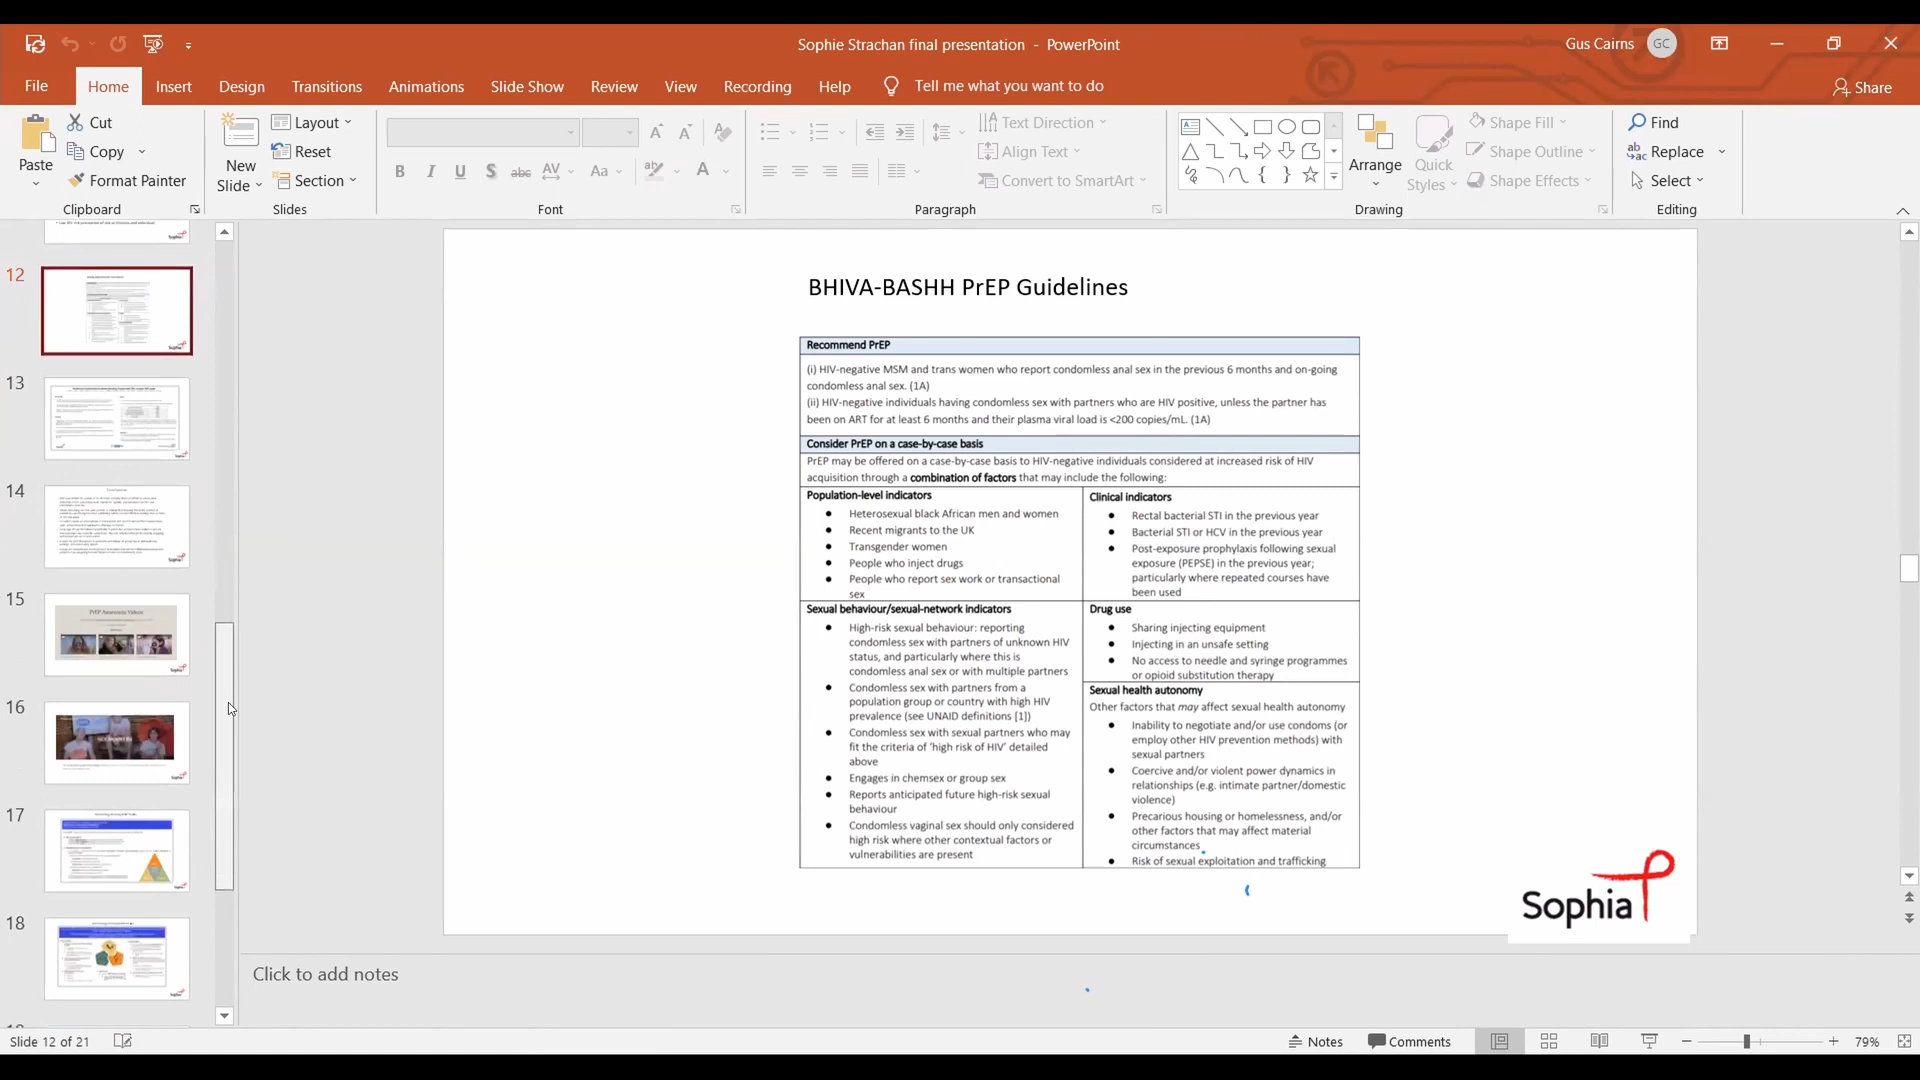 Sophie Strachan final presentation - PowerPoint
Gus Cairns
GC
File
Home
Insert
Design
Transitions
Animations
Slide Show
Review
View
Recording
Help
Tell me what you want to do
Share
Paste
Cut
Copy
Format Painter
Clipboard
New
Slide
Layout
Reset
Section
Slides
B I U S abc AV Aa A
Font
Text Direction
Align Text
Convert to SmartArt
Paragraph
Arrange
Quick
Styles
Shape Fill
Shape Outline
Shape Effects
Drawing
Find
Replace
Select
Editing
12
13
14
15
PrEP Awareness Videos
16
17
18
BHIVA-BASHH PrEP Guidelines
Recommend PrEP
(i) HIV-negative MSM and trans women who report condomless anal sex in the previous 6 months and on-going
condomless anal sex. (1A)
(ii) HIV-negative individuals having condomless sex with partners who are HIV positive, unless the partner has
been on ART for at least 6 months and their plasma viral load is <200 copies/mL. (1A)
Consider PrEP on a case-by-case basis
PrEP may be offered on a case-by-case basis to HIV-negative individuals considered at increased risk of HIV
acquisition through a combination of factors that may include the following:
Population-level indicators
● Heterosexual black African men and women
● Recent migrants to the UK
● Transgender women
● People who inject drugs
● People who report sex work or transactional
sex
Clinical indicators
● Rectal bacterial STI in the previous year
● Bacterial STI or HCV in the previous year
● Post-exposure prophylaxis following sexual
exposure (PEPSE) in the previous year;
particularly where repeated courses have
been used
Sexual behaviour/sexual-network indicators
● High-risk sexual behaviour: reporting
condomless sex with partners of unknown HIV
status, and particularly where this is
condomless anal sex or with multiple partners
● Condomless sex with partners from a
population group or country with high HIV
prevalence (see UNAID definitions [1])
● Condomless sex with sexual partners who may
fit the criteria of ‘high risk of HIV’ detailed
above
● Engages in chemsex or group sex
● Reports anticipated future high-risk sexual
behaviour
● Condomless vaginal sex should only considered
high risk where other contextual factors or
vulnerabilities are present
Drug use
● Sharing injecting equipment
● Injecting in an unsafe setting
● No access to needle and syringe programmes
or opioid substitution therapy
Sexual health autonomy
Other factors that may affect sexual health autonomy
● Inability to negotiate and/or use condoms (or
employ other HIV prevention methods) with
sexual partners
● Coercive and/or violent power dynamics in
relationships (e.g. intimate partner/domestic
violence)
● Precarious housing or homelessness, and/or
other factors that may affect material
circumstances
● Risk of sexual exploitation and trafficking
Sophia
Click to add notes
Slide 12 of 21
Notes
Comments
79%